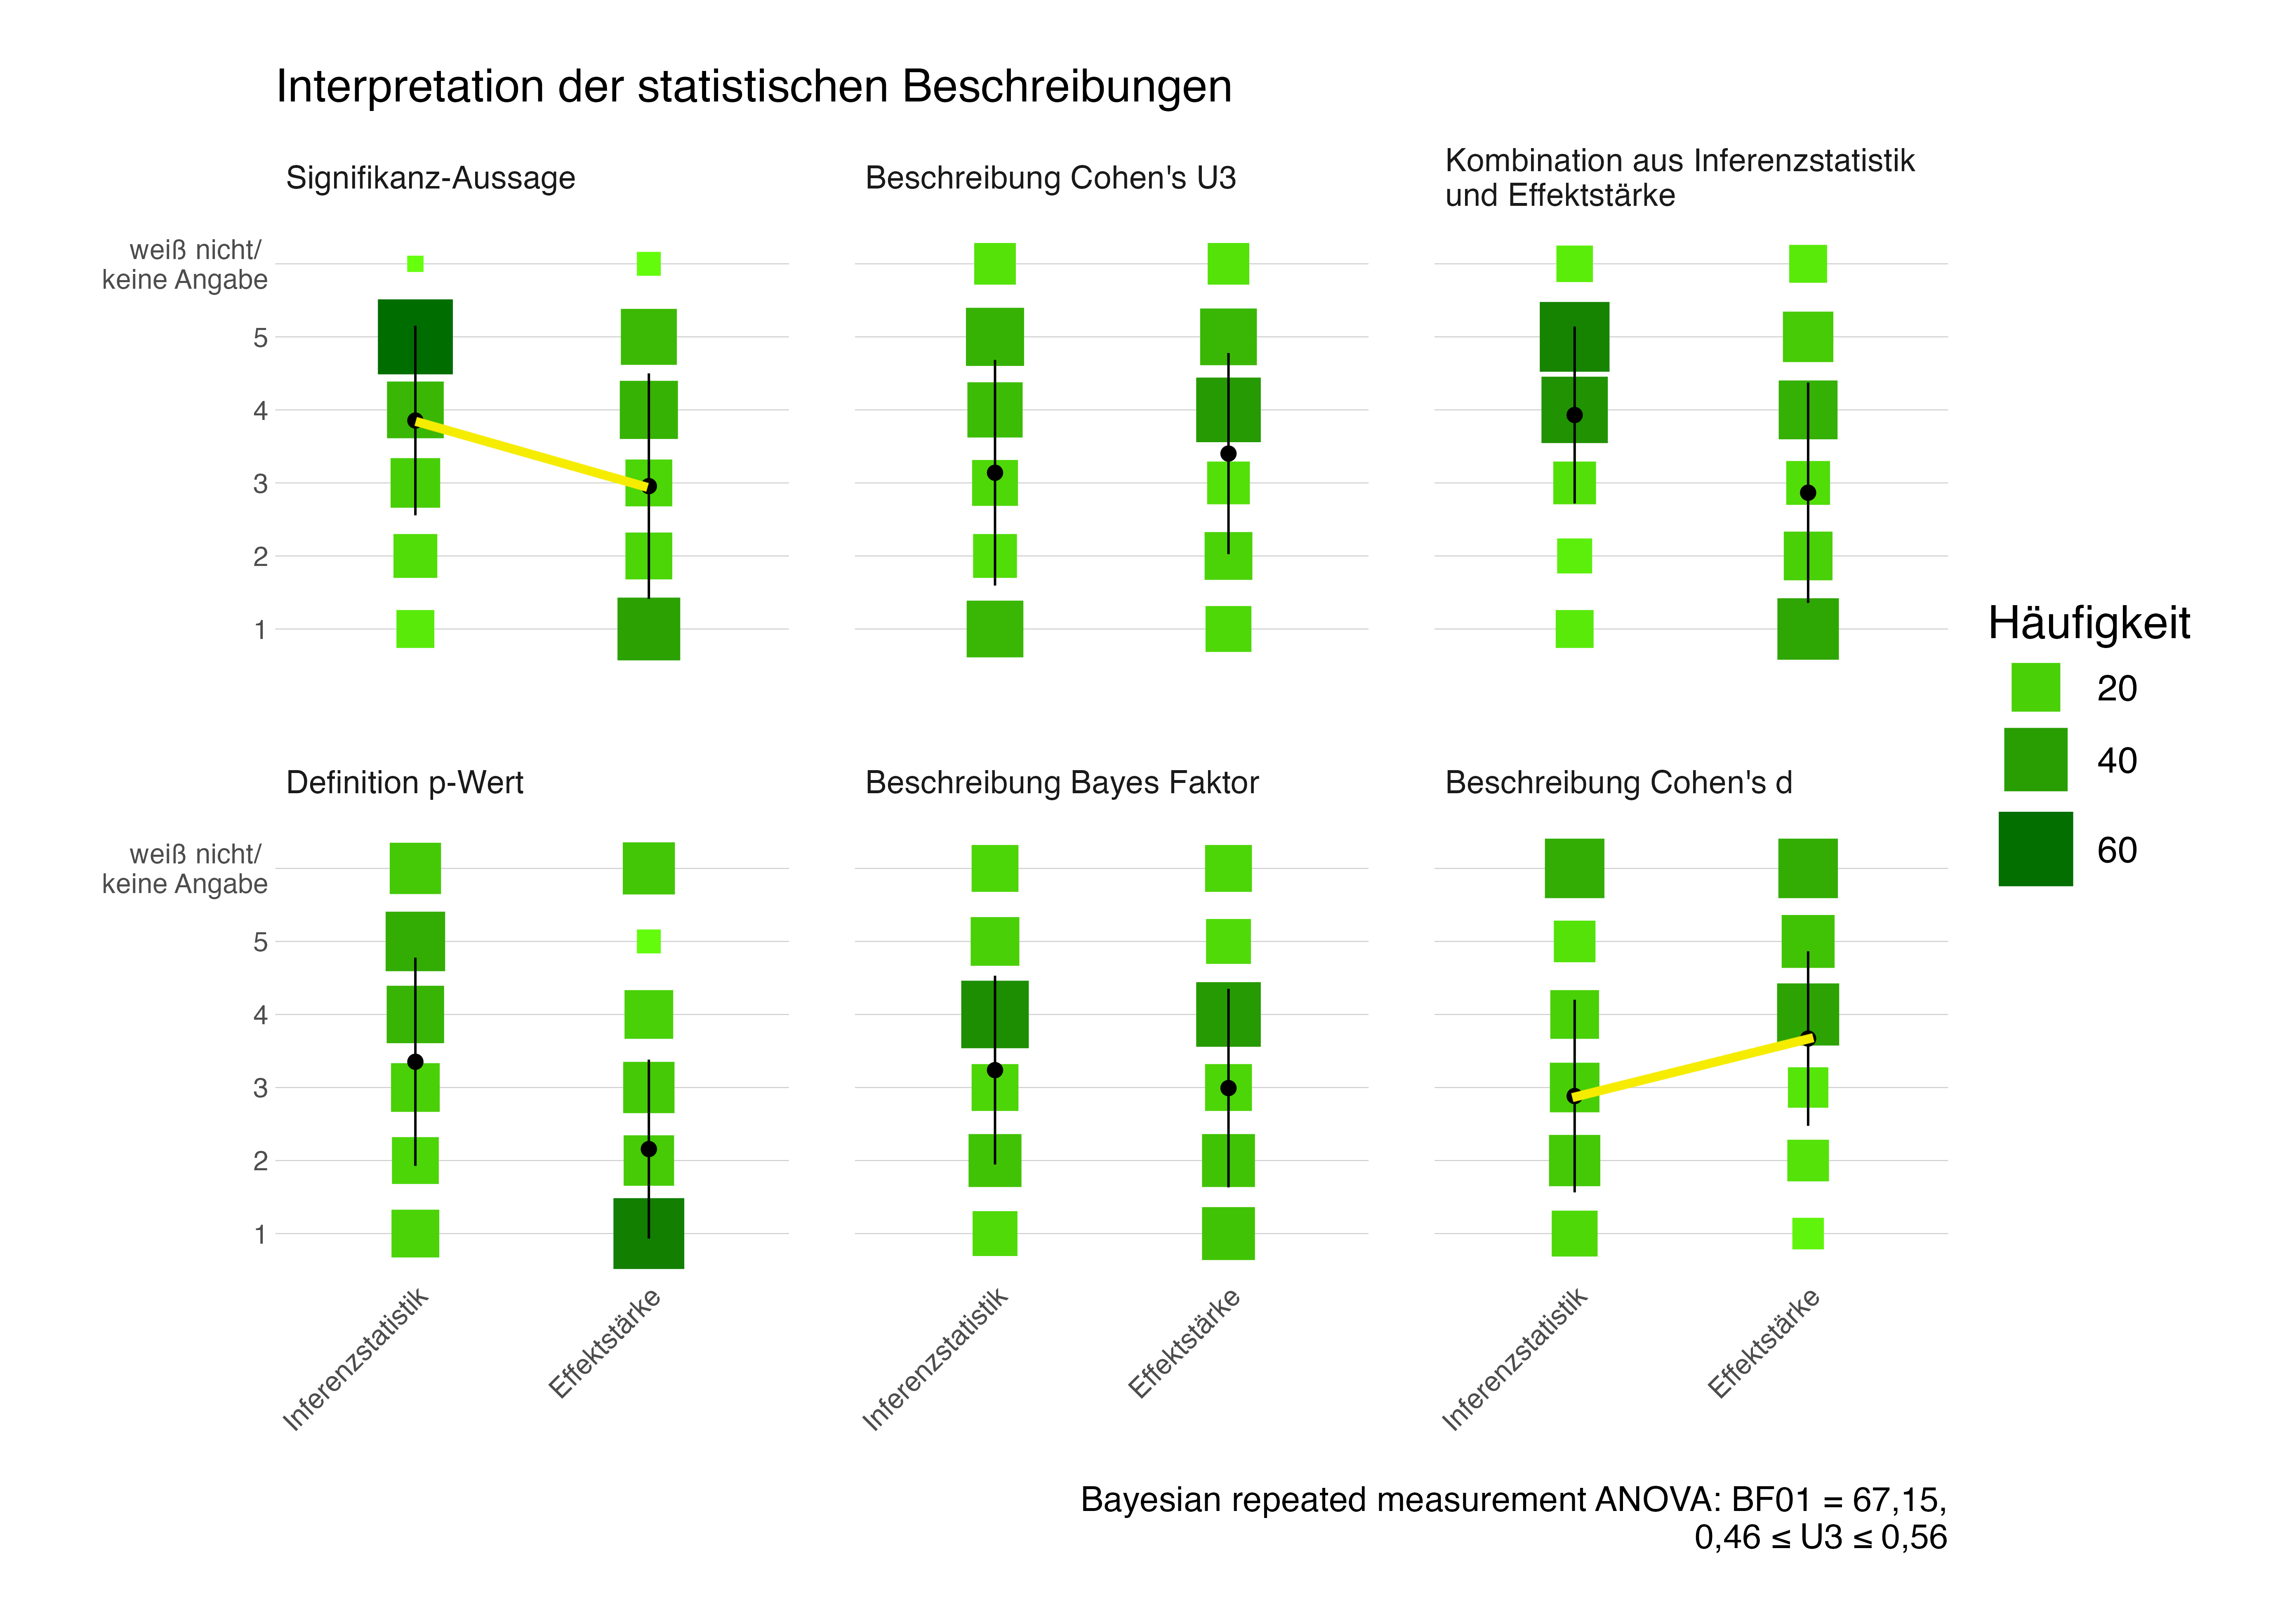 Interpretation der statistischen Beschreibungen
Signifikanz-Aussage
Beschreibung Cohen's U3
Kombination aus Inferenzstatistik
und Effektstärke
weiß nicht/
keine Angabe
5
4
3
2
1
Definition p-Wert
Beschreibung Bayes Faktor
Beschreibung Cohen's d
weiß nicht/
keine Angabe
5
4
3
2
1
Inferenzstatistik
Effektstärke
Inferenzstatistik
Effektstärke
Inferenzstatistik
Effektstärke
Häufigkeit
20
40
60
Bayesian repeated measurement ANOVA: BF01 = 67,15,
0,46 ≤ U3 ≤ 0,56